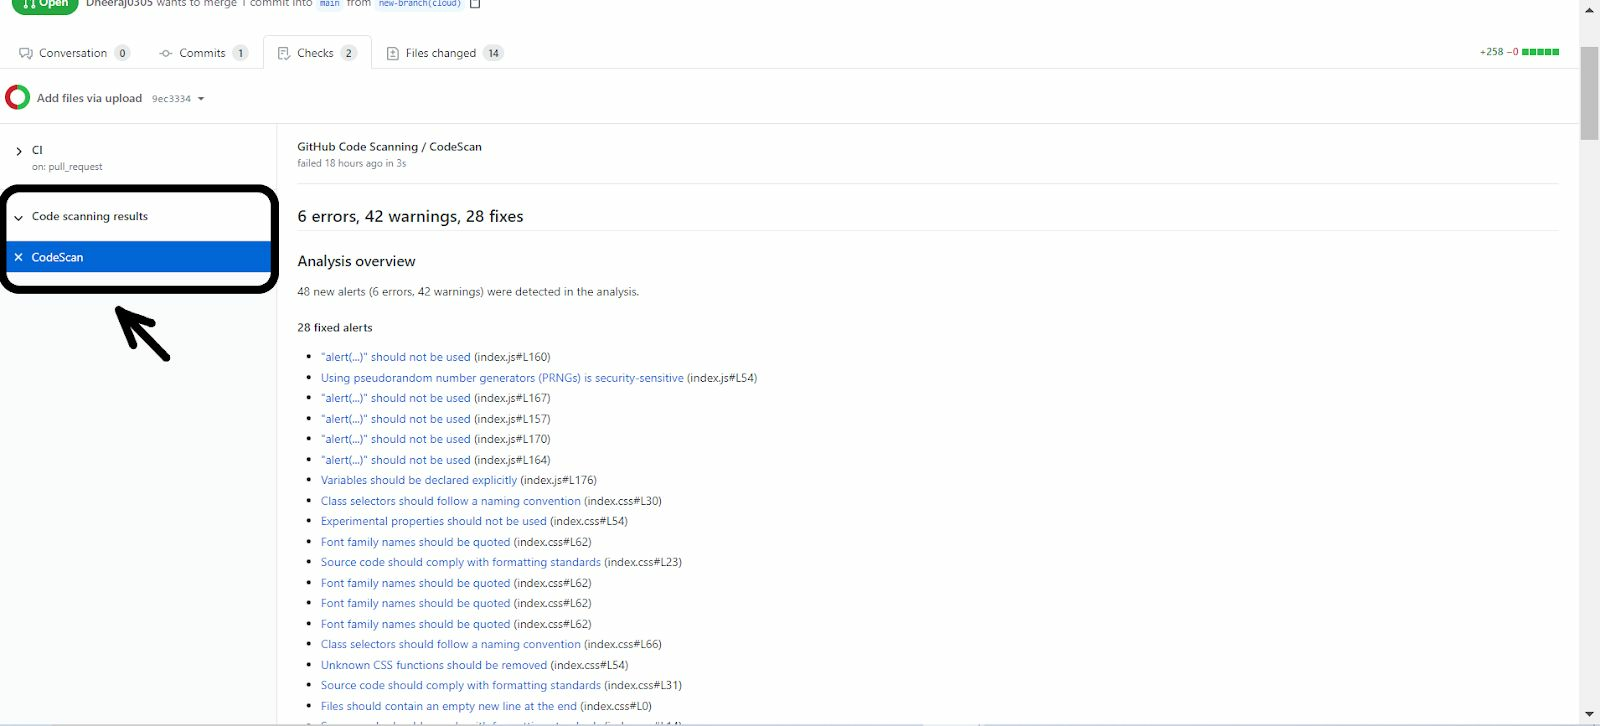 Open Dheeraj0305 wants to merge 1 commit into main from new-branch(cloud)
Conversation 0 Commits 1 Checks 2 Files changed 14 +258 −0
Add files via upload 9ec3334
CI
on: pull_request
Code scanning results
CodeScan
GitHub Code Scanning / CodeScan
failed 18 hours ago in 3s
6 errors, 42 warnings, 28 fixes
Analysis overview
48 new alerts (6 errors, 42 warnings) were detected in the analysis.
28 fixed alerts
"alert(...)" should not be used (index.js#L160)
Using pseudorandom number generators (PRNGs) is security-sensitive (index.js#L54)
"alert(...)" should not be used (index.js#L167)
"alert(...)" should not be used (index.js#L157)
"alert(...)" should not be used (index.js#L170)
"alert(...)" should not be used (index.js#L164)
Variables should be declared explicitly (index.js#L176)
Class selectors should follow a naming convention (index.css#L30)
Experimental properties should not be used (index.css#L54)
Font family names should be quoted (index.css#L62)
Source code should comply with formatting standards (index.css#L23)
Font family names should be quoted (index.css#L62)
Font family names should be quoted (index.css#L62)
Font family names should be quoted (index.css#L62)
Class selectors should follow a naming convention (index.css#L66)
Unknown CSS functions should be removed (index.css#L54)
Source code should comply with formatting standards (index.css#L31)
Files should contain an empty new line at the end (index.css#L0)